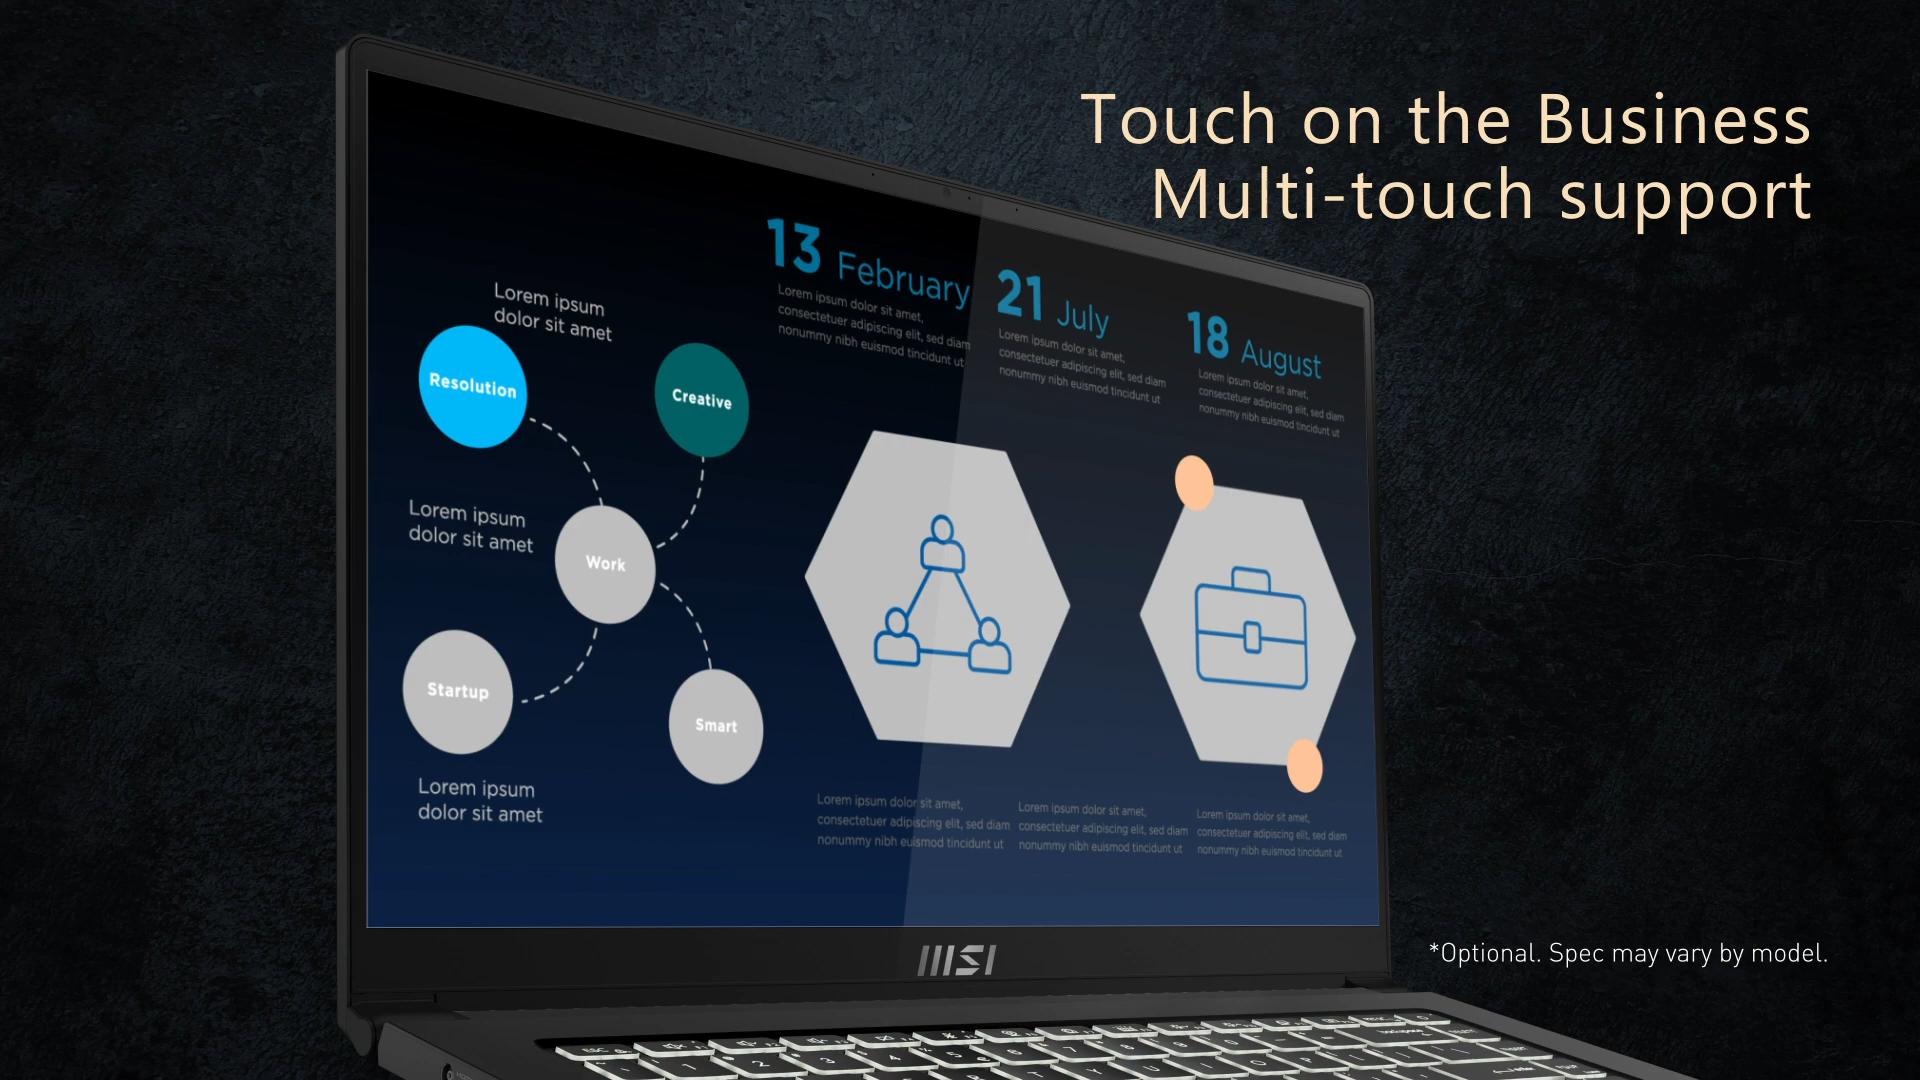 Touch on the Business
Multi-touch support
13 February
Lorem ipsum dolor sit amet,
consectetuer adipiscing elit, sed diam
nonummy nibh euismod tincidunt ut
21 July
Lorem ipsum dolor sit amet,
consectetuer adipiscing elit, sed diam
nonummy nibh euismod tincidunt ut
18 August
Lorem ipsum dolor sit amet,
consectetuer adipiscing elit, sed diam
nonummy nibh euismod tincidunt ut
Lorem ipsum
dolor sit amet
Resolution
Creative
Lorem ipsum
dolor sit amet
Work
Startup
Smart
Lorem ipsum
dolor sit amet
Lorem ipsum dolor sit amet,
consectetuer adipiscing elit, sed diam
nonummy nibh euismod tincidunt ut
Lorem ipsum dolor sit amet,
consectetuer adipiscing elit, sed diam
nonummy nibh euismod tincidunt ut
Lorem ipsum dolor sit amet,
consectetuer adipiscing elit, sed diam
nonummy nibh euismod tincidunt ut
msi
*Optional. Spec may vary by model.